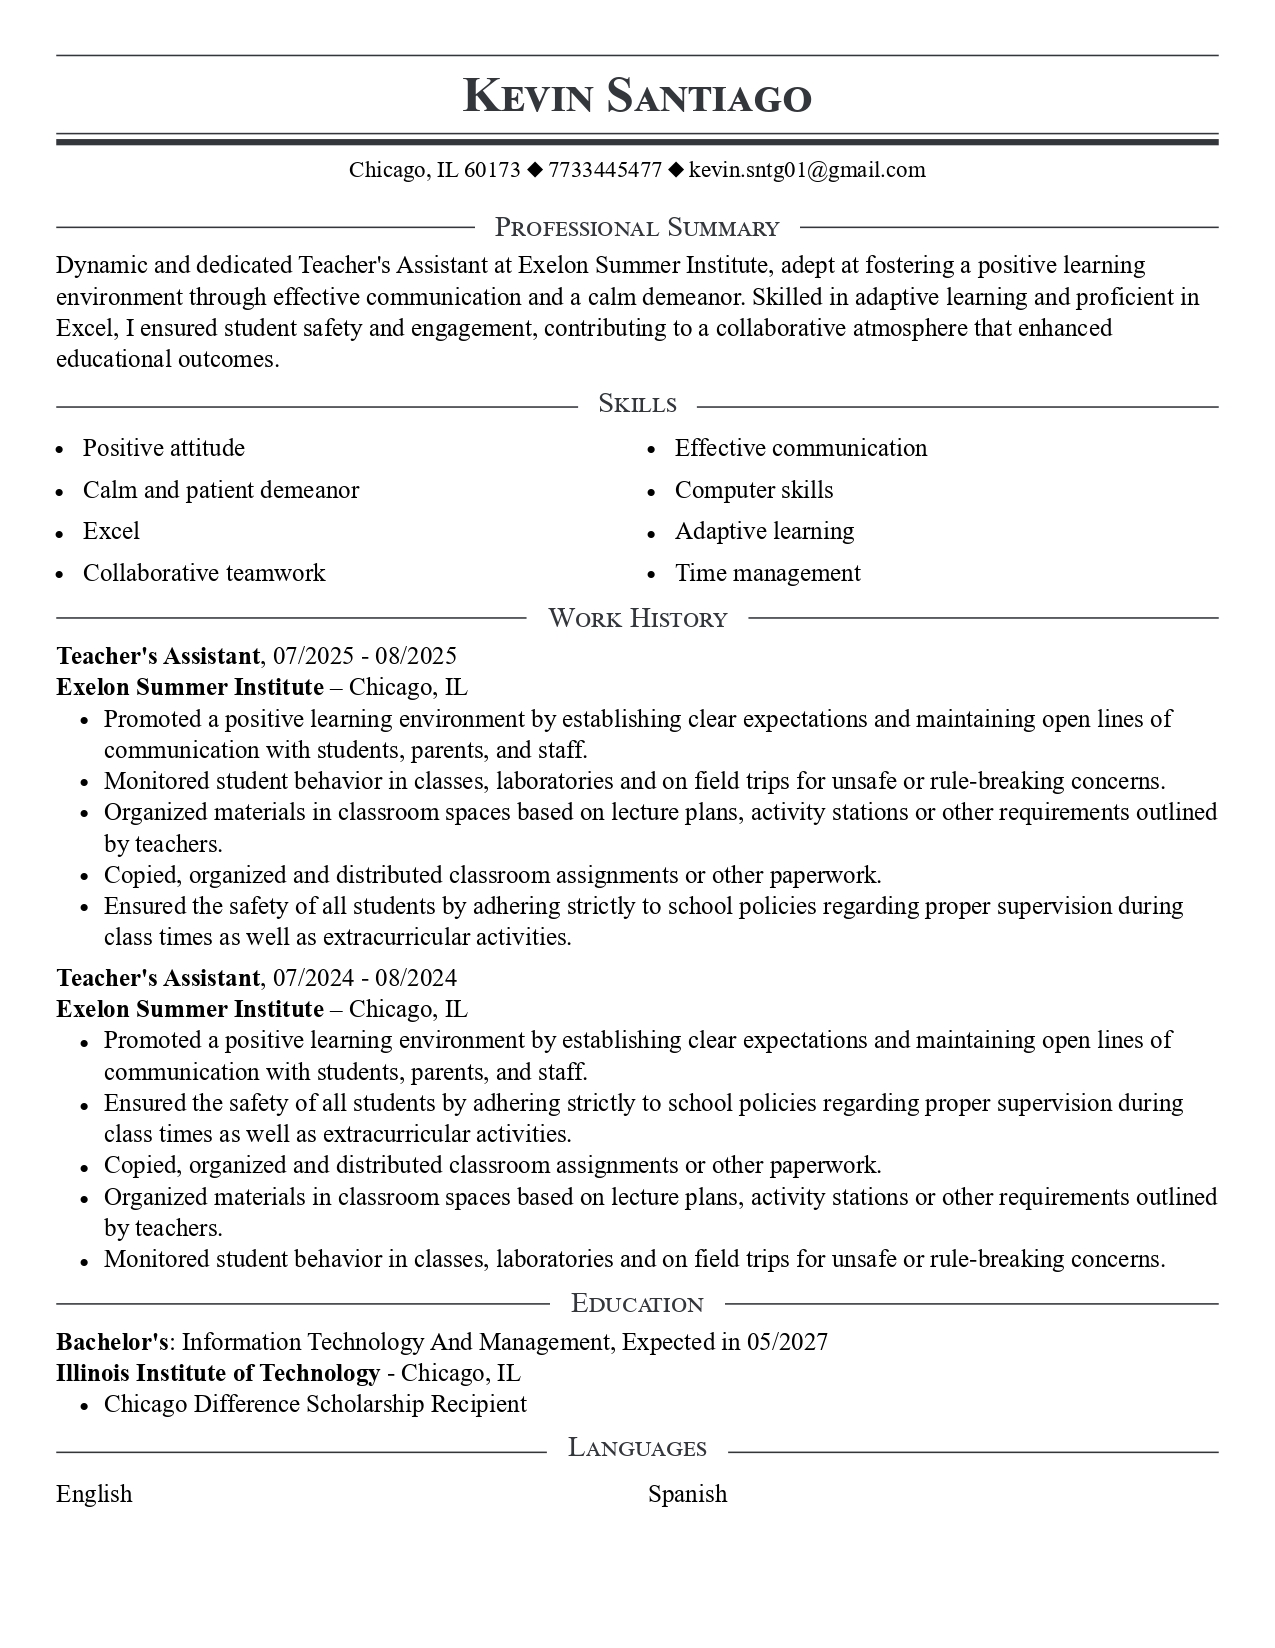 Kevin Santiago
Chicago, IL 60173 ◆ 7733445477 ◆ kevin.sntg01@gmail.com
Professional Summary
Dynamic and dedicated Teacher's Assistant at Exelon Summer Institute, adept at fostering a positive learning
environment through effective communication and a calm demeanor. Skilled in adaptive learning and proficient in
Excel, I ensured student safety and engagement, contributing to a collaborative atmosphere that enhanced
educational outcomes.
Skills
• Positive attitude
• Calm and patient demeanor
• Excel
• Collaborative teamwork
• Effective communication
• Computer skills
• Adaptive learning
• Time management
Work History
Teacher's Assistant, 07/2025 - 08/2025
Exelon Summer Institute – Chicago, IL
• Promoted a positive learning environment by establishing clear expectations and maintaining open lines of
communication with students, parents, and staff.
• Monitored student behavior in classes, laboratories and on field trips for unsafe or rule-breaking concerns.
• Organized materials in classroom spaces based on lecture plans, activity stations or other requirements outlined
by teachers.
• Copied, organized and distributed classroom assignments or other paperwork.
• Ensured the safety of all students by adhering strictly to school policies regarding proper supervision during
class times as well as extracurricular activities.
Teacher's Assistant, 07/2024 - 08/2024
Exelon Summer Institute – Chicago, IL
• Promoted a positive learning environment by establishing clear expectations and maintaining open lines of
communication with students, parents, and staff.
• Ensured the safety of all students by adhering strictly to school policies regarding proper supervision during
class times as well as extracurricular activities.
• Copied, organized and distributed classroom assignments or other paperwork.
• Organized materials in classroom spaces based on lecture plans, activity stations or other requirements outlined
by teachers.
• Monitored student behavior in classes, laboratories and on field trips for unsafe or rule-breaking concerns.
Education
Bachelor's: Information Technology And Management, Expected in 05/2027
Illinois Institute of Technology - Chicago, IL
• Chicago Difference Scholarship Recipient
Languages
English
Spanish